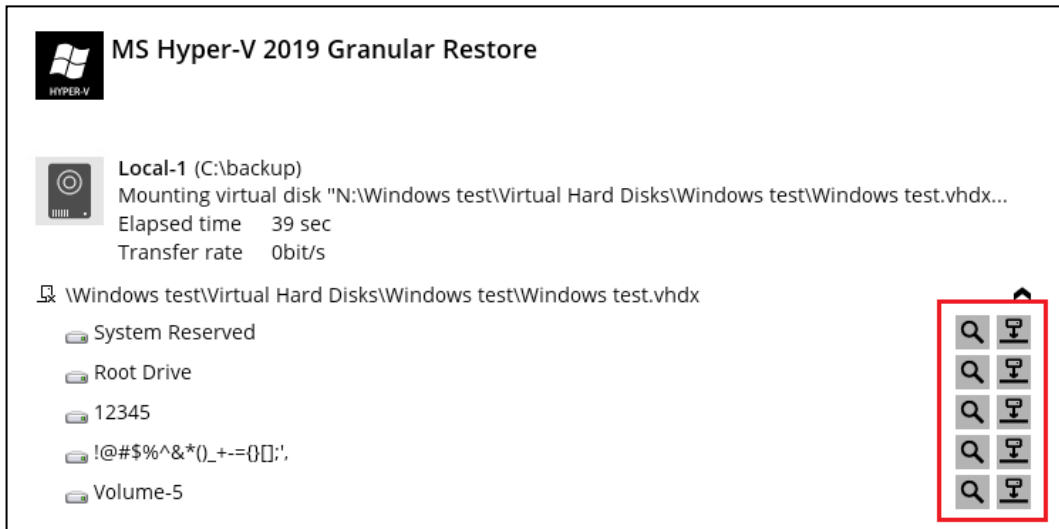 MS Hyper-V 2019 Granular Restore
HYPER-V
Local-1 (C:\backup)
Mounting virtual disk "N:\Windows test\Virtual Hard Disks\Windows test\Windows test.vhdx...
Elapsed time 39 sec
Transfer rate 0bit/s
\Windows test\Virtual Hard Disks\Windows test\Windows test.vhdx
System Reserved
Root Drive
12345
!@#$%^&*()_+-={}[];',
Volume-5